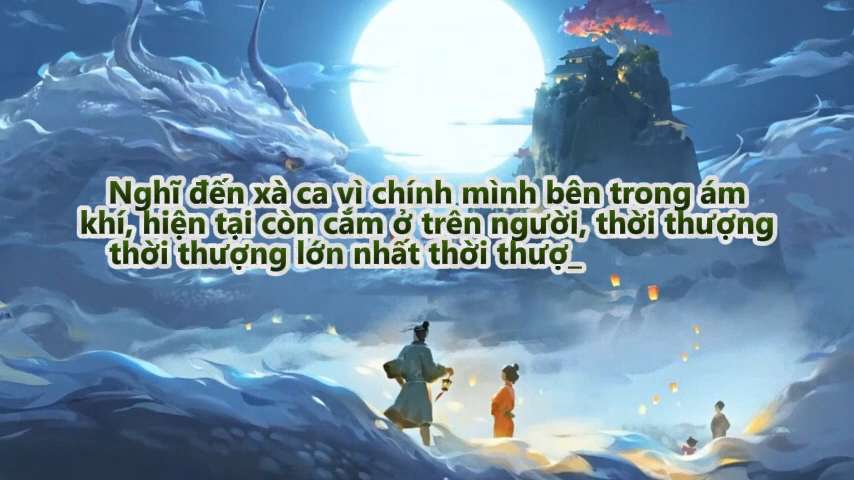 Nghĩ đến xà ca vì chính mình bên trong ám
khí, hiện tại còn cắm ở trên người, thời thượng
thời thượng lớn nhất thời thượ_